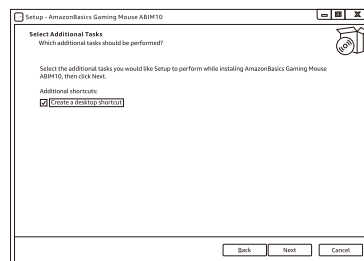 Setup - AmazonBasics Gaming Mouse ABIM10
Select Additional Tasks
Which additional tasks should be performed?
Select the additional tasks you would like Setup to perform while instaling AmazonBasics Gaming Mouse
ABIM10, then click Next.
Additional shortcuts:
Create a desktop shortcut
Back Next Cancel